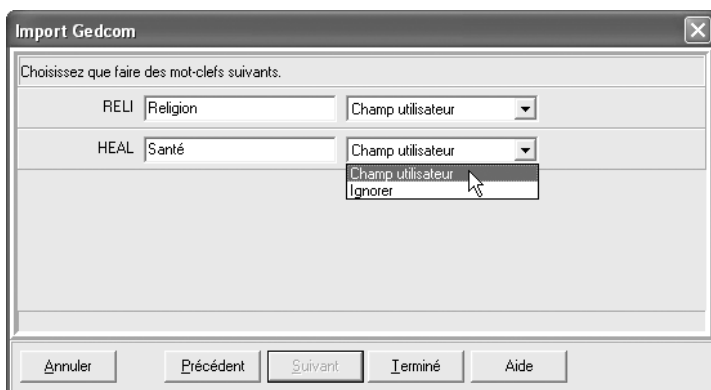 Import Gedcom
Choisissez que faire des mot-clefs suivants.
RELI Religion Champ utilisateur
HEAL Santé Champ utilisateur
Champ utilisateur
Ignorer
Annuler Précédent Suivant Terminé Aide